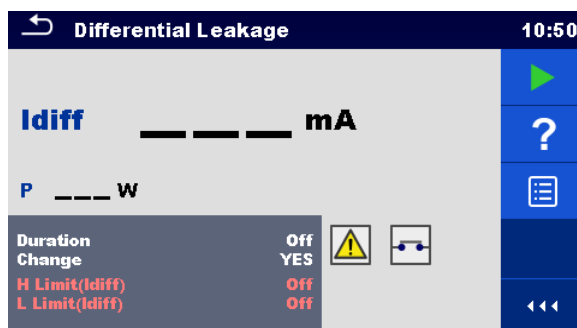 Differential Leakage 10:50
Idiff _ _ _ mA
?
P _ _ _ W
Duration Off
Change YES
H Limit(Idiff) Off
L Limit(Idiff) Off